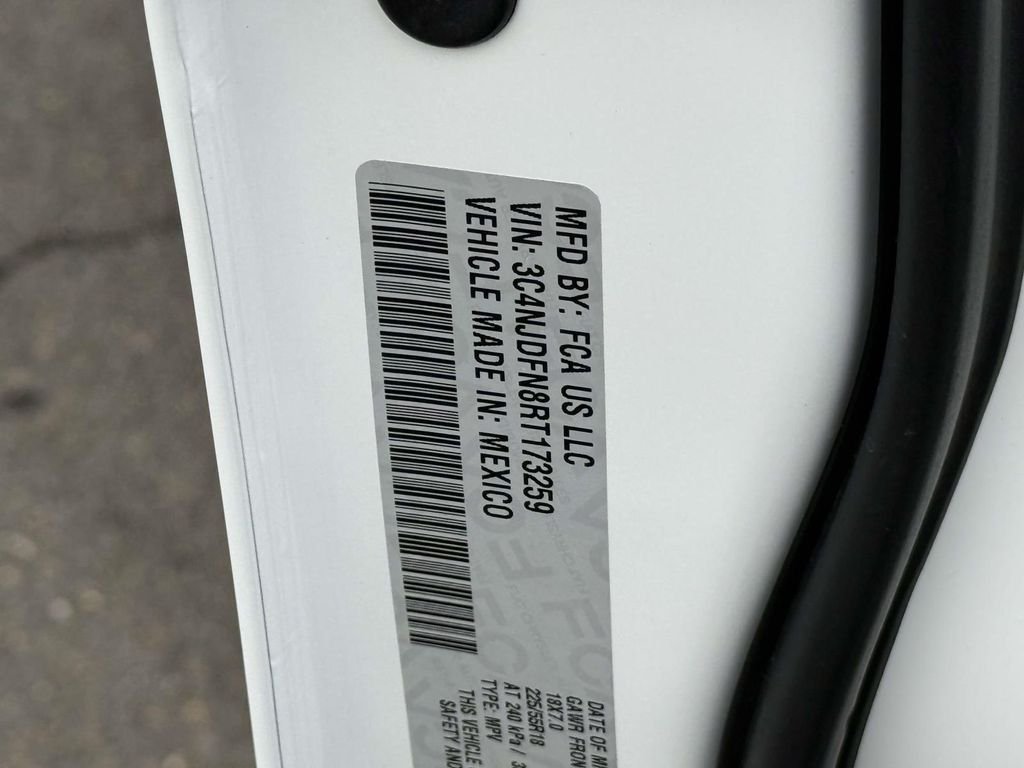 MFD BY: FCA US LLC
VIN: 3C4NJDFN8RT173259
VEHICLE MADE IN: MEXICO
DATE OF
GAWR FRON
18X7.0
225/55R18
AT 240 kPa /
TYPE: MPV
THIS VEHICLE
SAFETY AND